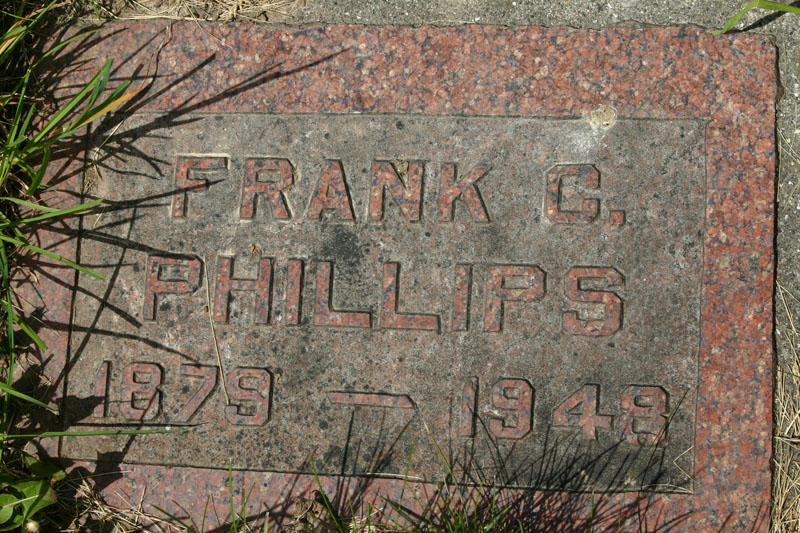 FRANK G.
PHILLIPS
1879 — 1948